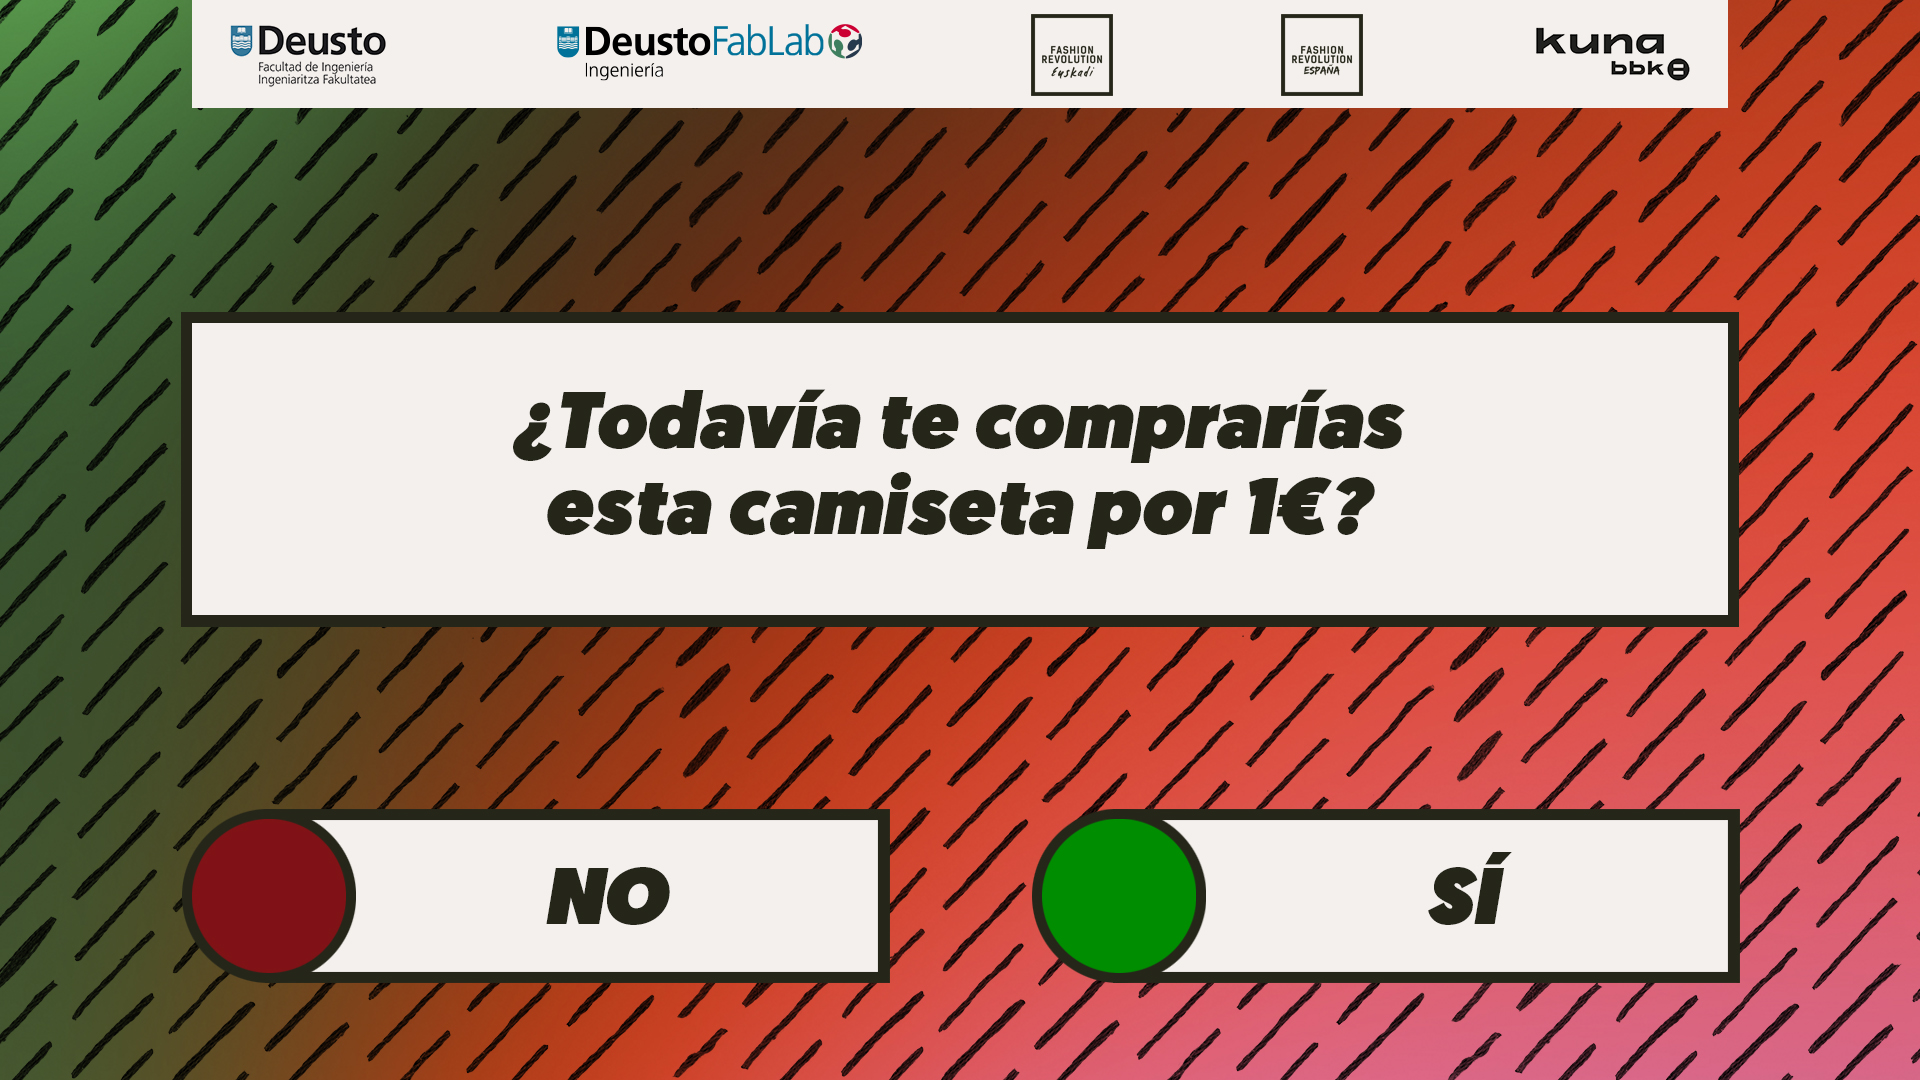 Deusto
Facultad de Ingeniería
Ingeniaritza Fakultatea
DeustoFabLab
Ingeniería
FASHION
REVOLUTION
Euskadi
FASHION
REVOLUTION
ESPAÑA
kuna
bbk
¿Todavía te comprarías
esta camiseta por 1€?
NO
SÍ